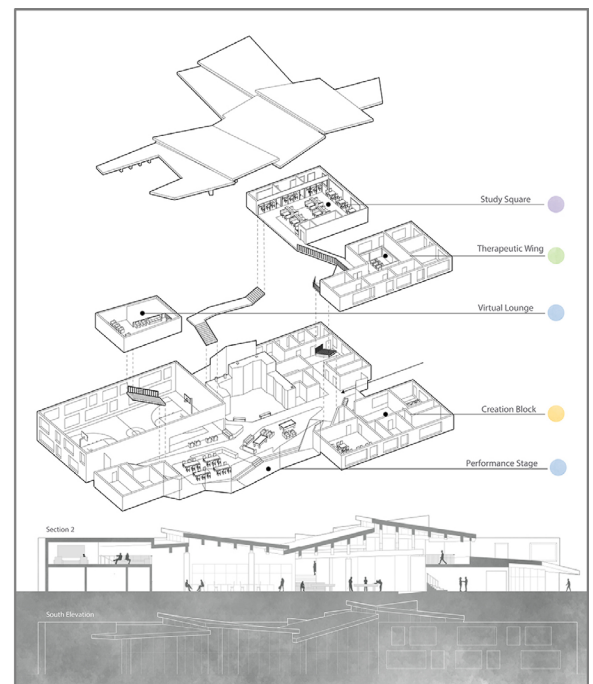 Study Square
Therapeutic Wing
Virtual Lounge
Creation Block
Performance Stage
Section 2
South Elevation